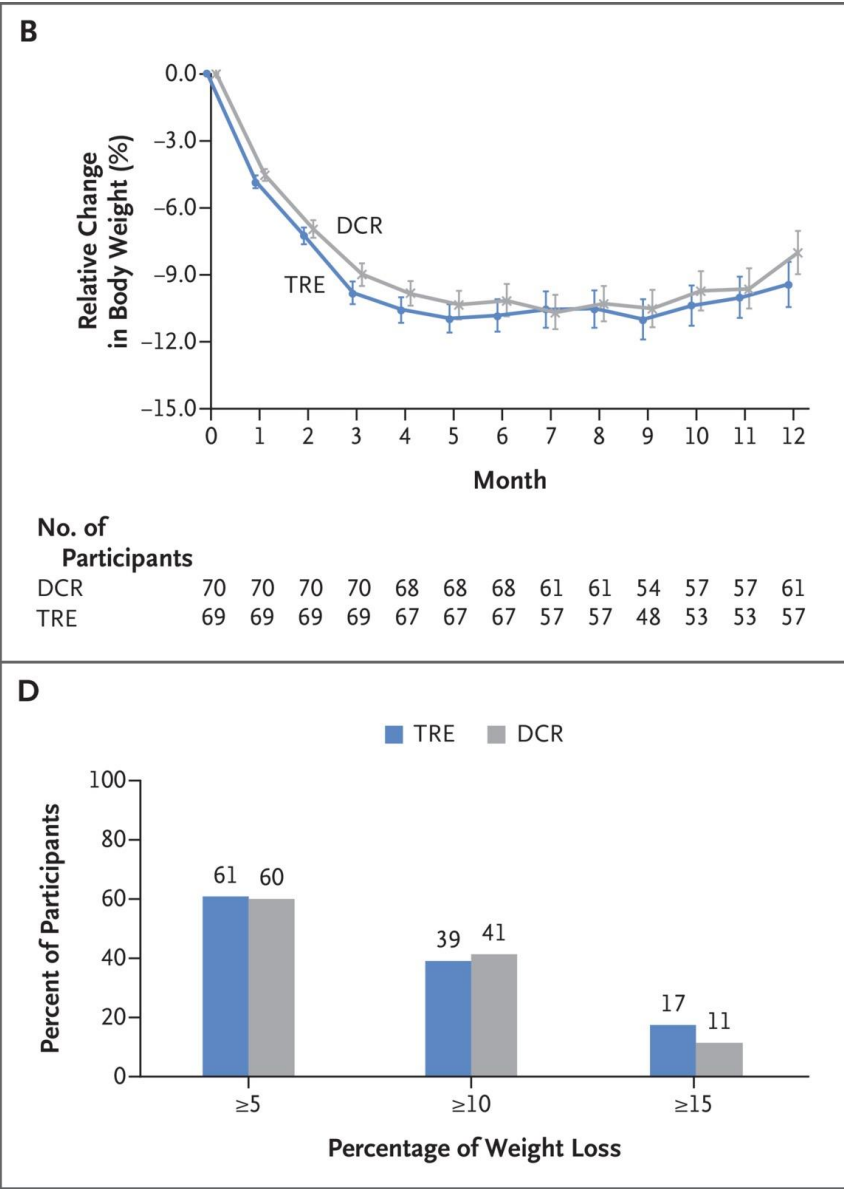 B
Relative Change
in Body Weight (%)
0.0
−3.0
−6.0
−9.0
−12.0
−15.0
DCR
TRE
0 1 2 3 4 5 6 7 8 9 10 11 12
Month
No. of
Participants
DCR 70 70 70 70 68 68 68 61 61 54 57 57 61
TRE 69 69 69 69 67 67 67 57 57 48 53 53 57
D
TRE DCR
Percent of Participants
100
80
60
40
20
0
61 60
39 41
17 11
≥5 ≥10 ≥15
Percentage of Weight Loss